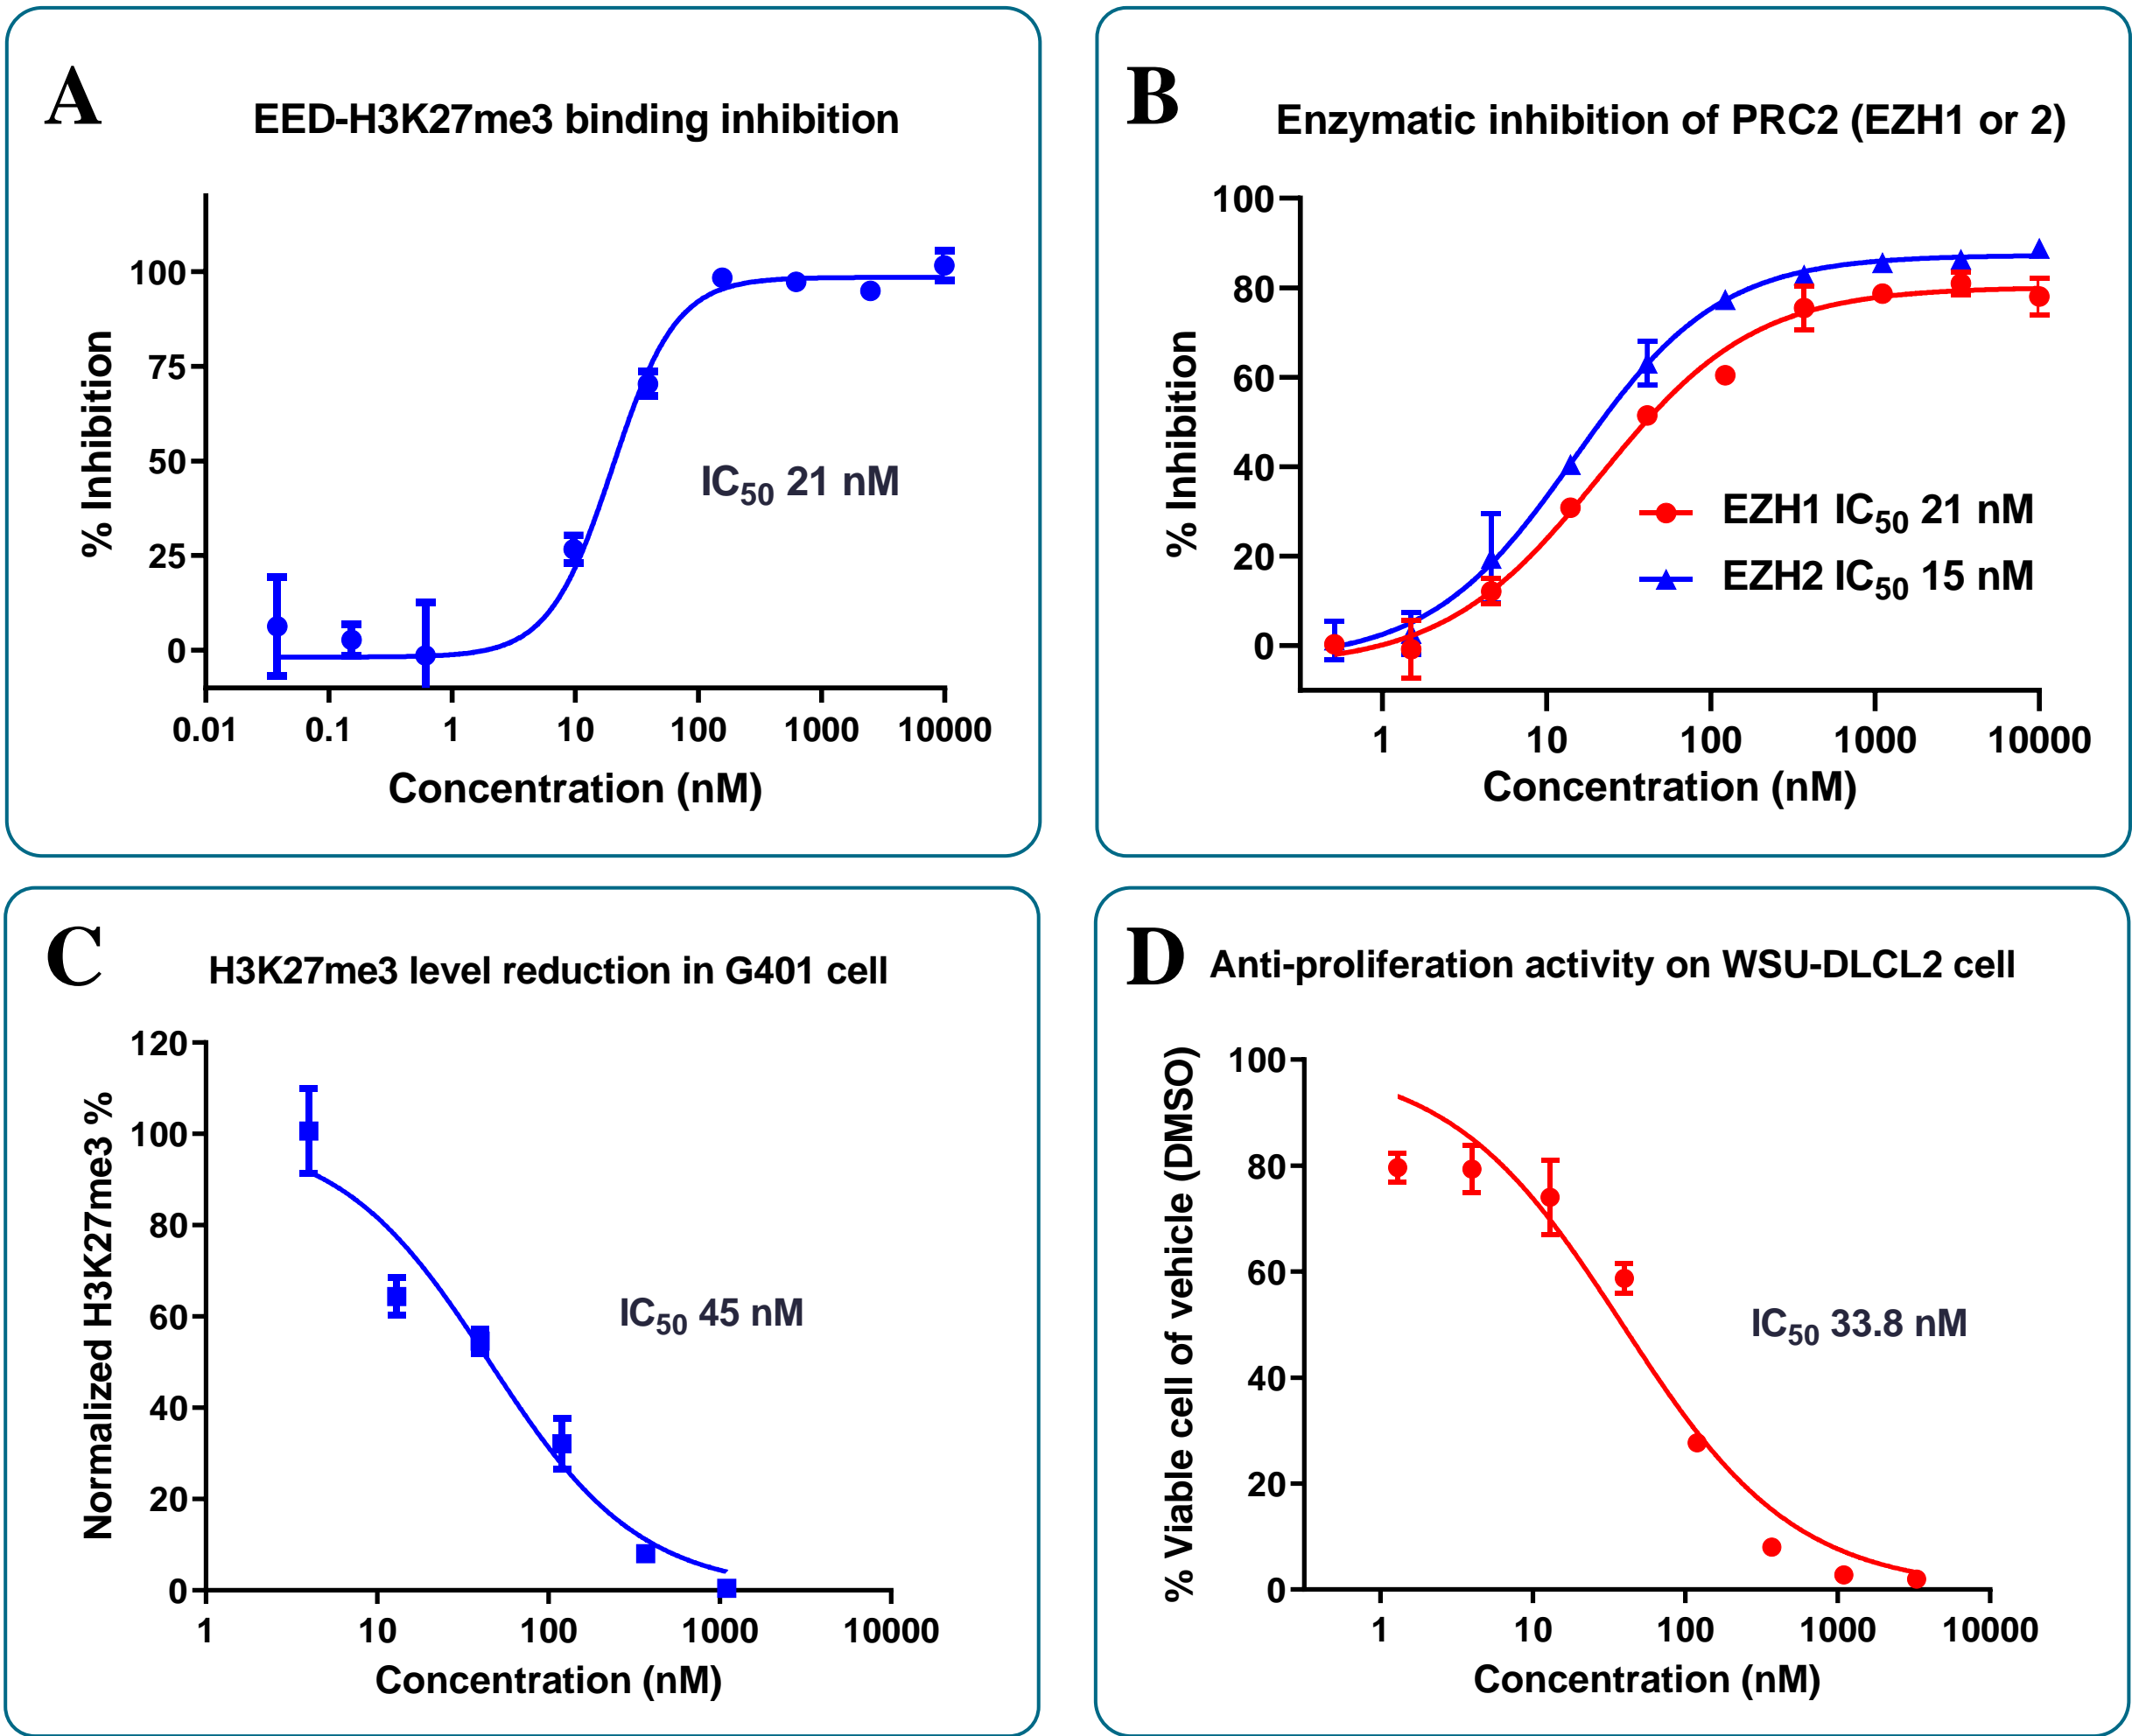 A
EED-H3K27me3 binding inhibition
% Inhibition
100
75
50
25
0
IC50 21 nM
0.01 0.1 1 10 100 1000 10000
Concentration (nM)
B
Enzymatic inhibition of PRC2 (EZH1 or 2)
% Inhibition
100
80
60
40
20
0
EZH1 IC50 21 nM
EZH2 IC50 15 nM
1 10 100 1000 10000
Concentration (nM)
C
H3K27me3 level reduction in G401 cell
Normalized H3K27me3 %
120
100
80
60
40
20
0
IC50 45 nM
1 10 100 1000 10000
Concentration (nM)
D
Anti-proliferation activity on WSU-DLCL2 cell
% Viable cell of vehicle (DMSO)
100
80
60
40
20
0
IC50 33.8 nM
1 10 100 1000 10000
Concentration (nM)